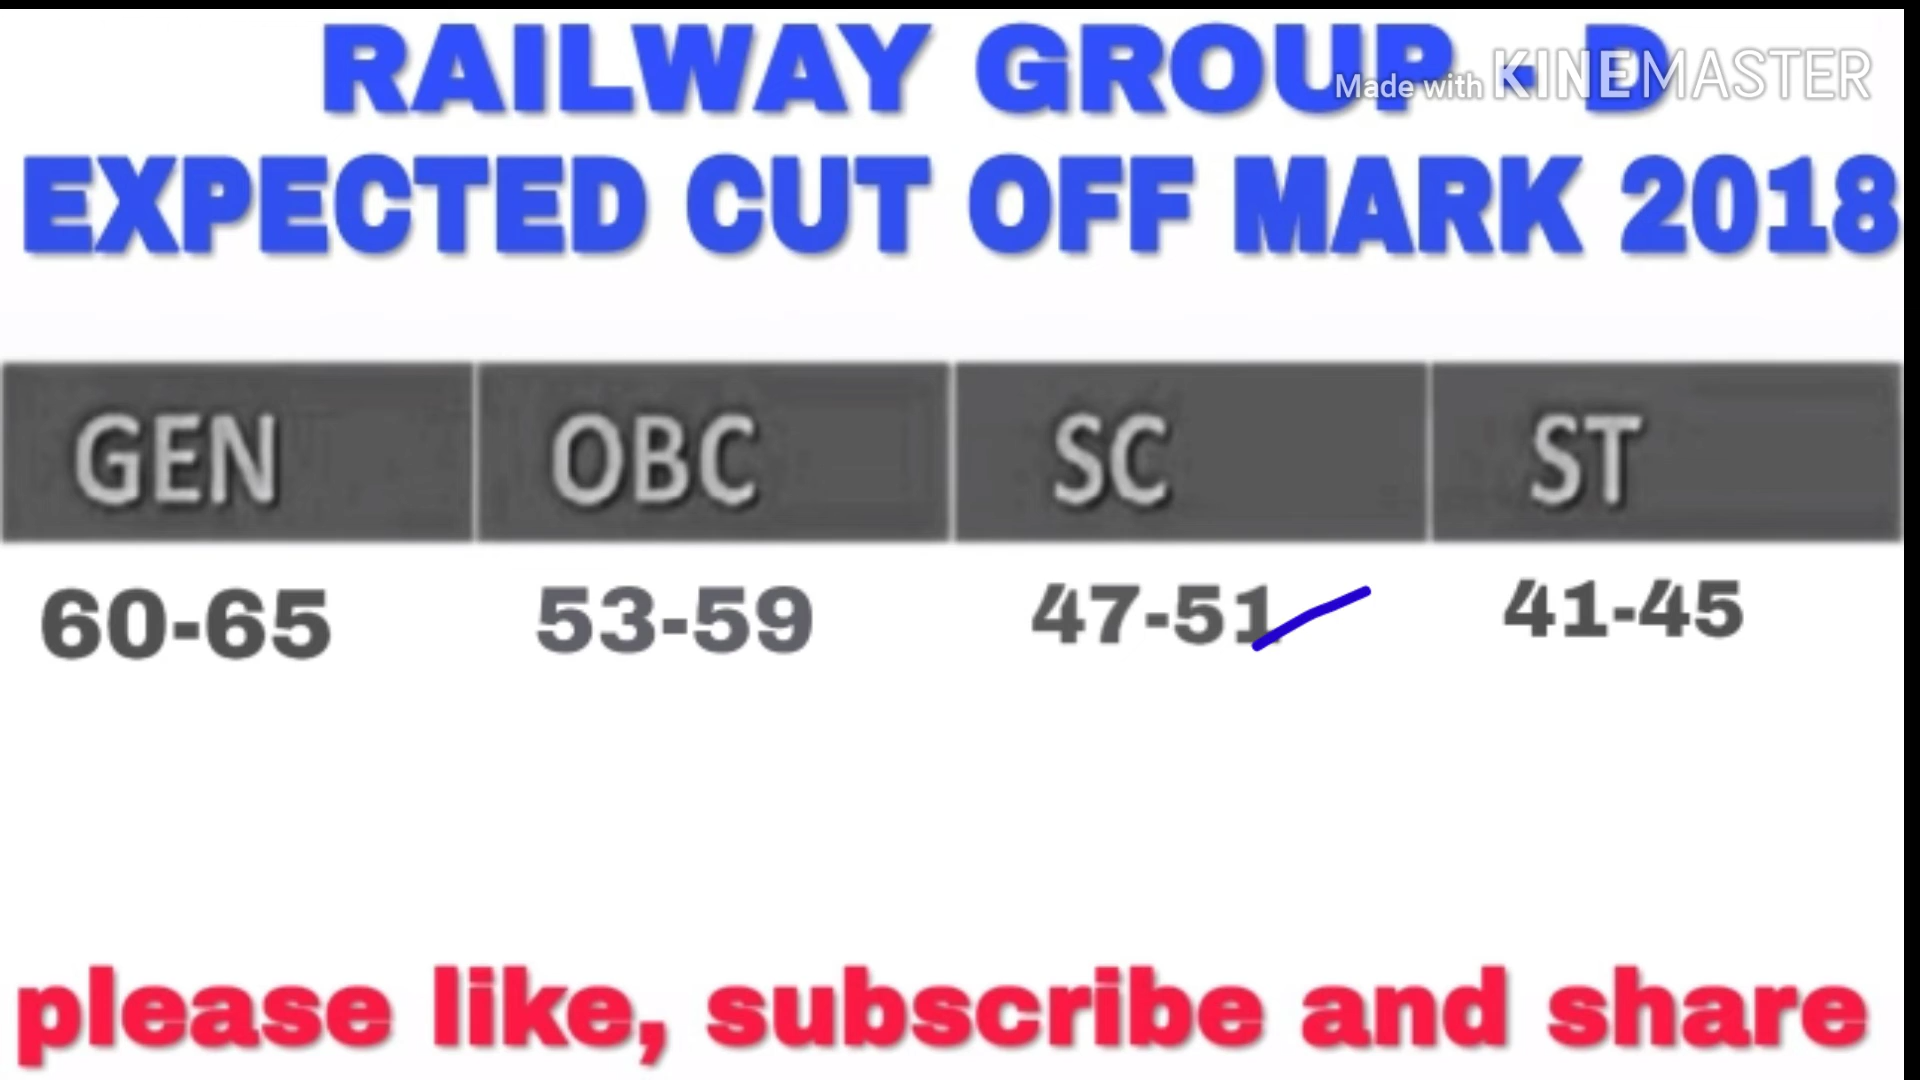 RAILWAY GROUP - D
Made with KINEMASTER
EXPECTED CUT OFF MARK 2018
GEN OBC SC ST
60-65 53-59 47-51 41-45
please like, subscribe and share